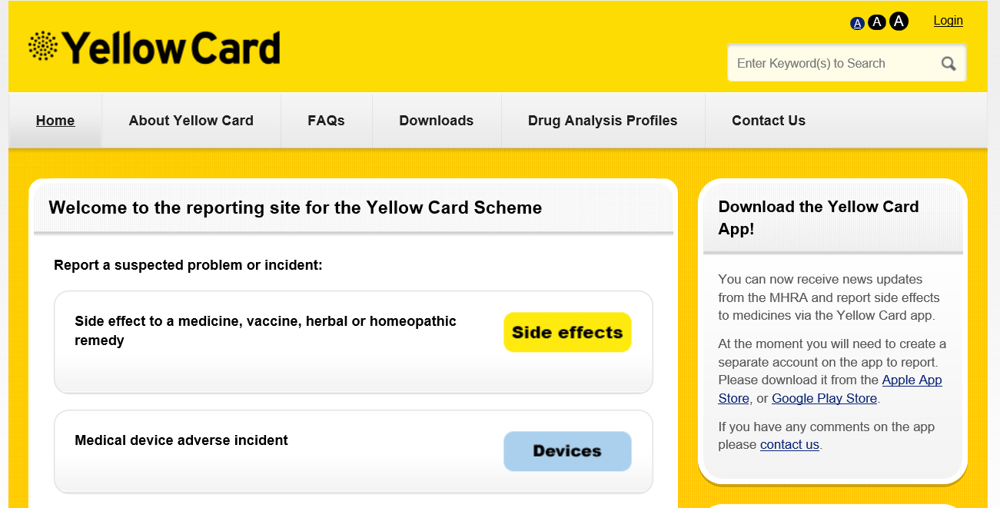 A A A Login
Yellow Card
Enter Keyword(s) to Search
Home About Yellow Card FAQs Downloads Drug Analysis Profiles Contact Us
Welcome to the reporting site for the Yellow Card Scheme
Report a suspected problem or incident:
Side effect to a medicine, vaccine, herbal or homeopathic
remedy
Side effects
Medical device adverse incident
Devices
Download the Yellow Card
App!
You can now receive news updates
from the MHRA and report side effects
to medicines via the Yellow Card app.
At the moment you will need to create a
separate account on the app to report.
Please download it from the Apple App
Store, or Google Play Store.
If you have any comments on the app
please contact us.